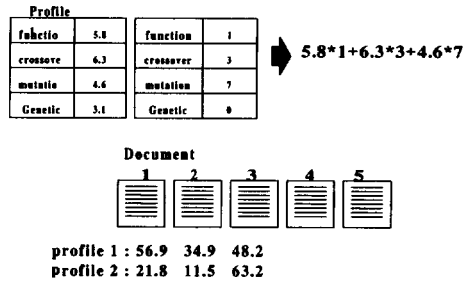 Profile
functio 5.8 function 1
crossove 6.3 crossover 3
mutatio 4.6 mutation 7
Genetic 3.1 Genetic 0
5.8*1+6.3*3+4.6*7
Document
1 2 3 4 5
profile 1 : 56.9 34.9 48.2
profile 2 : 21.8 11.5 63.2